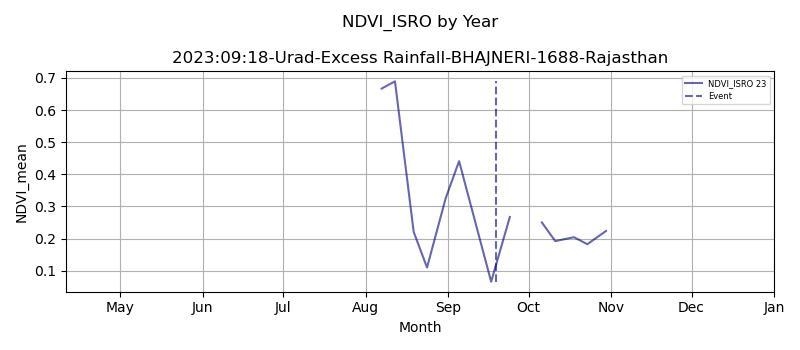 NDVI_ISRO by Year
2023:09:18-Urad-Excess Rainfall-BHAJNERI-1688-Rajasthan
NDVI_ISRO 23
Event
NDVI_mean
0.7
0.6
0.5
0.4
0.3
0.2
0.1
May Jun Jul Aug Sep Oct Nov Dec Jan
Month